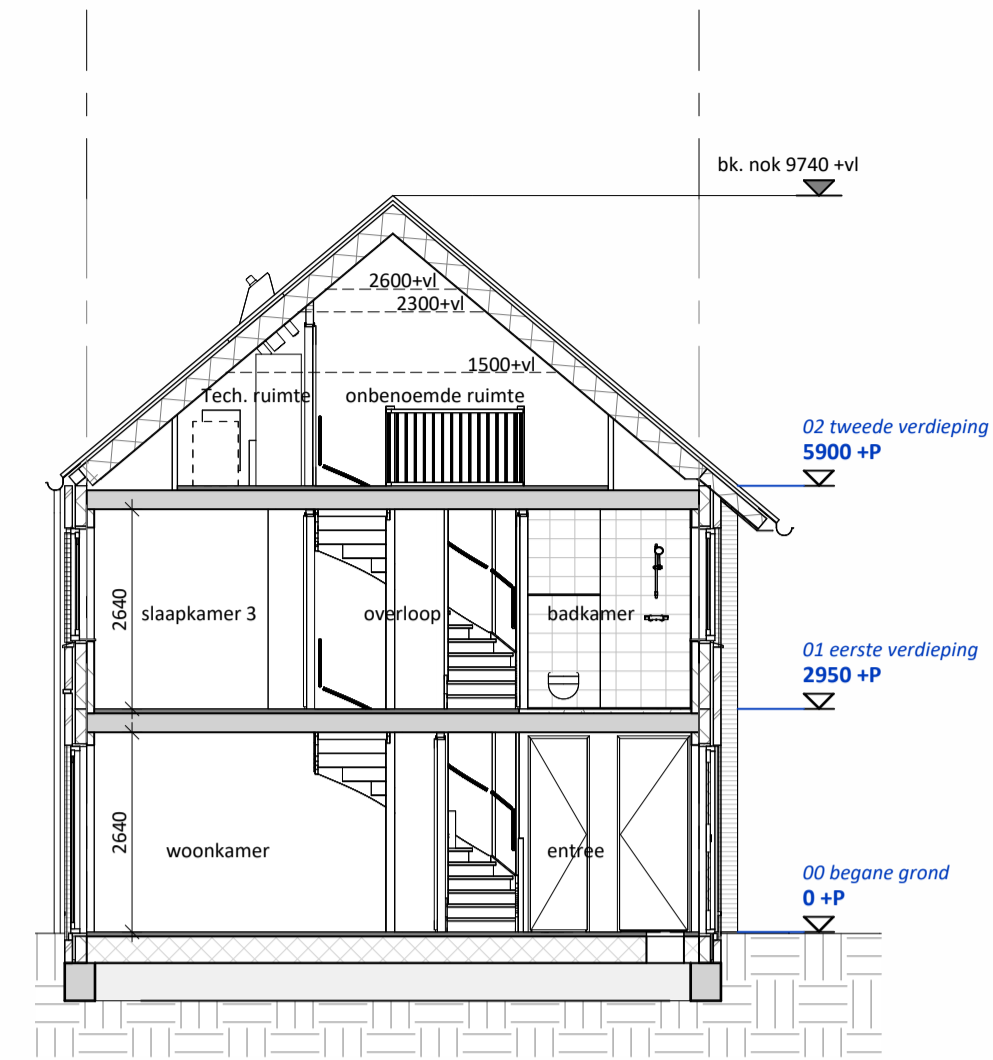 bk. nok 9740 +vl
2600+vl
2300+vl
1500+vl
Tech. ruimte
onbenoemde ruimte
02 tweede verdieping
5900 +P
2640
slaapkamer 3
overloop
badkamer
01 eerste verdieping
2950 +P
2640
woonkamer
entree
00 begane grond
0 +P